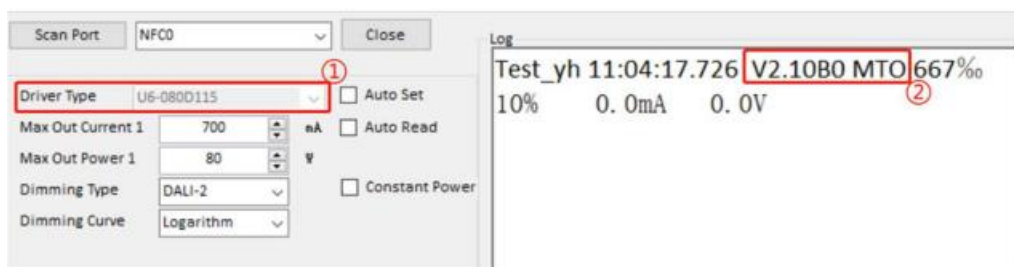 Scan Port NFC0 Close
Log
①
Test_yh 11:04:17.726 V2.10B0 MTO 667‰
②
Driver Type U6-080D115 Auto Set
10% 0.0mA 0.0V
Max Out Current 1 700 mA Auto Read
Max Out Power 1 80 W
Dimming Type DALI-2 Constant Power
Dimming Curve Logarithm